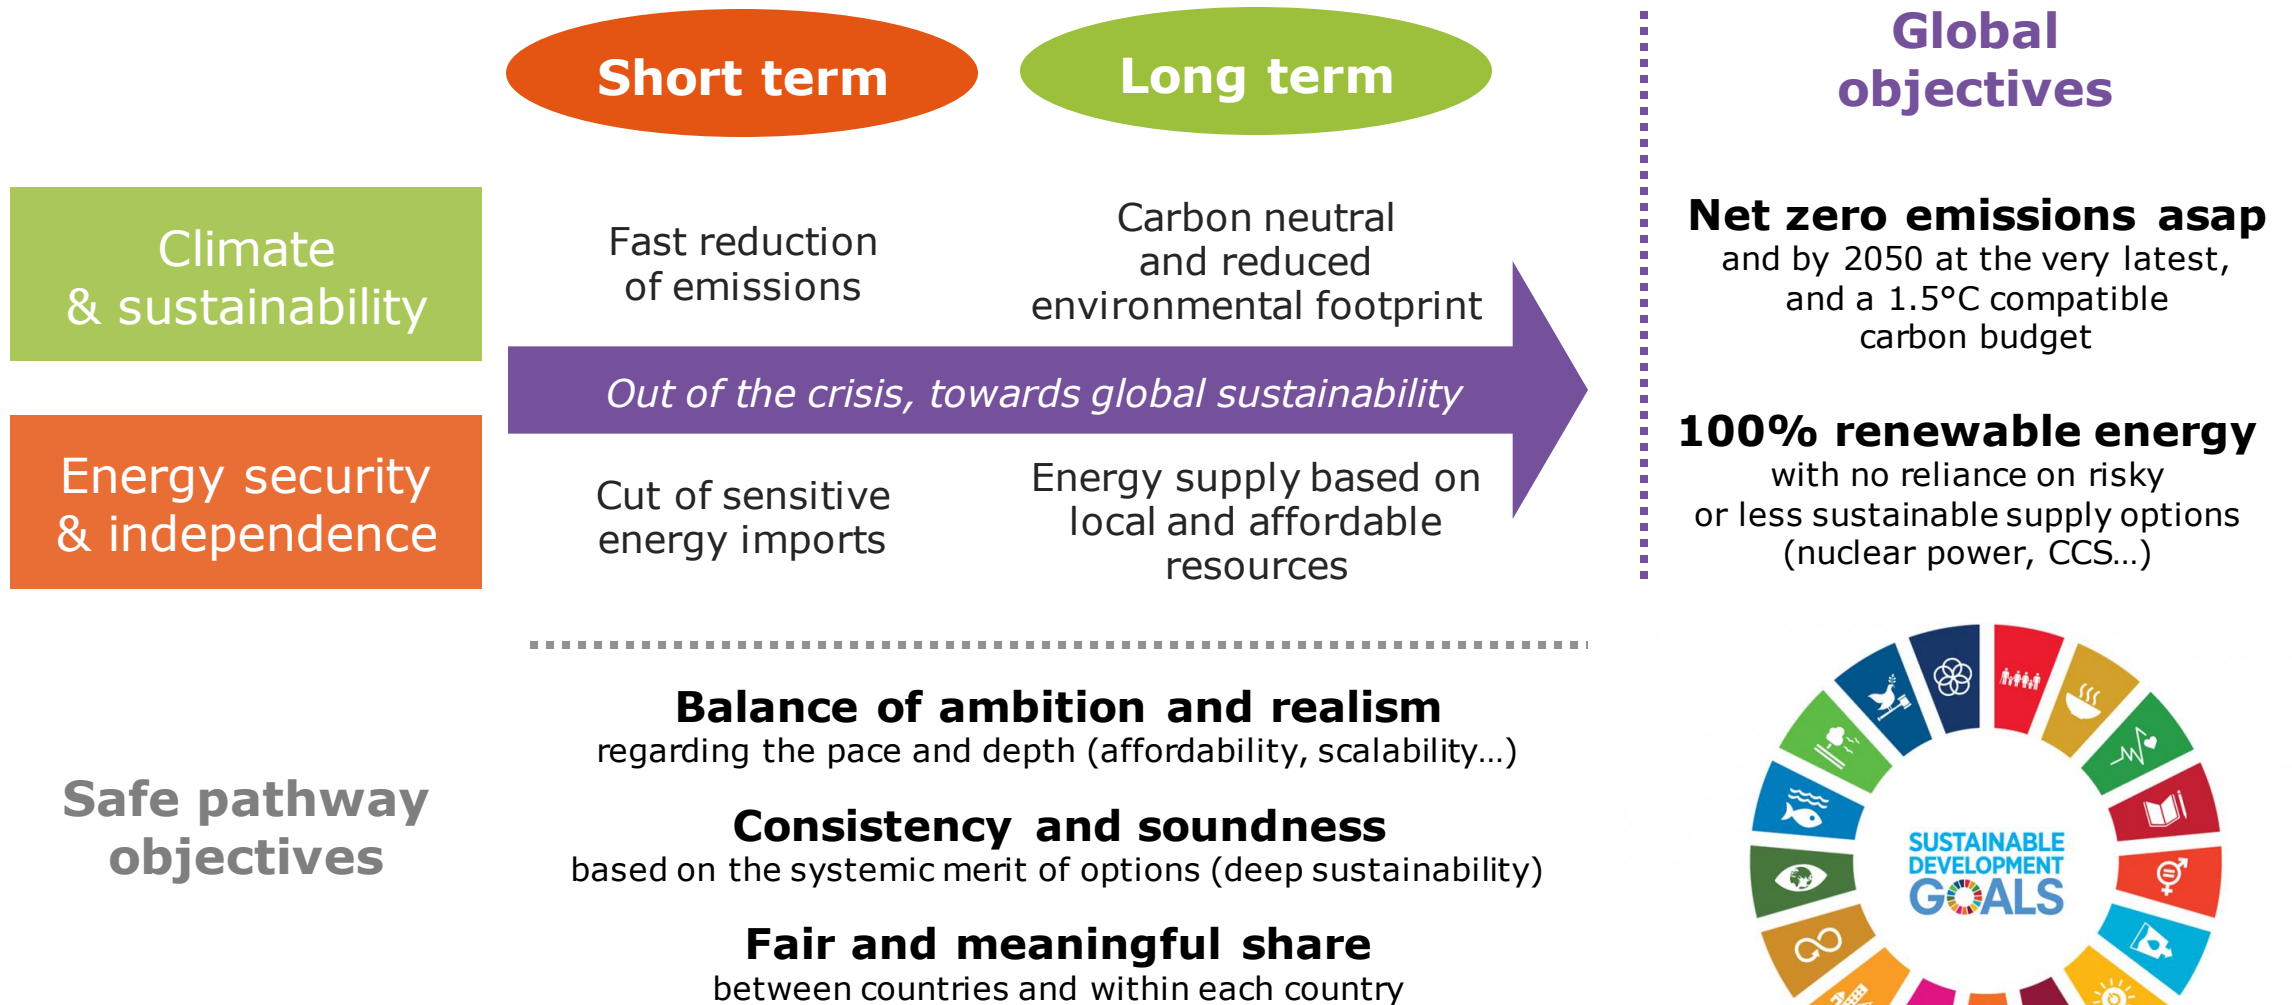 Short term
Long term
Global
objectives
Climate
& sustainability
Fast reduction
of emissions
Carbon neutral
and reduced
environmental footprint
Net zero emissions asap
and by 2050 at the very latest,
and a 1.5°C compatible
carbon budget
Out of the crisis, towards global sustainability
Energy security
& independence
Cut of sensitive
energy imports
Energy supply based on
local and affordable
resources
100% renewable energy
with no reliance on risky
or less sustainable supply options
(nuclear power, CCS…)
Safe pathway
objectives
Balance of ambition and realism
regarding the pace and depth (affordability, scalability…)
Consistency and soundness
based on the systemic merit of options (deep sustainability)
Fair and meaningful share
between countries and within each country
SUSTAINABLE
DEVELOPMENT
GOALS